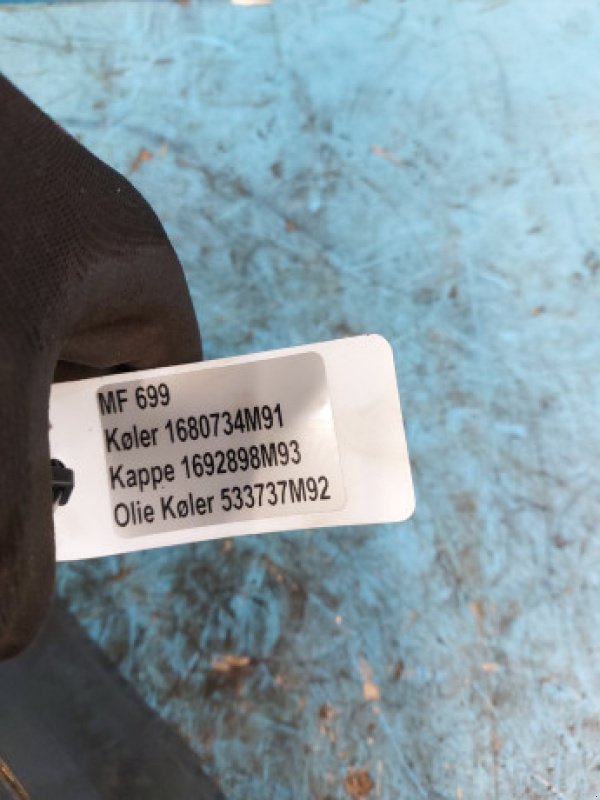 MF 699
Køler 1680734M91
Kappe 1692898M93
Olie Køler 533737M92